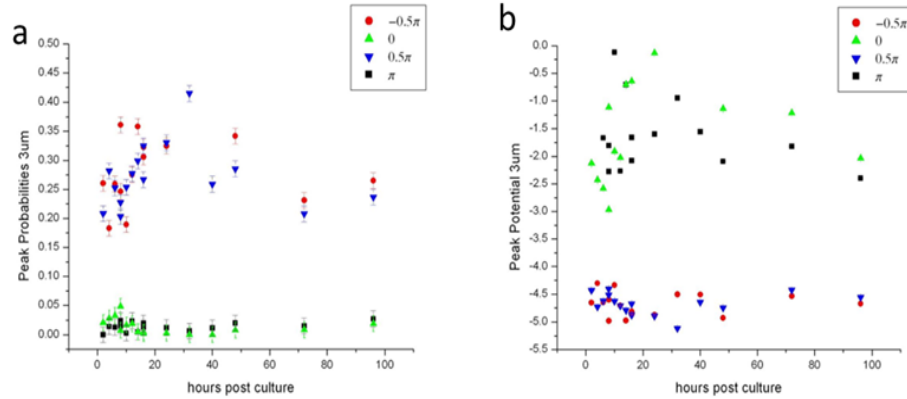 a
b
−0.5π
0
0.5π
π
Peak Probabilities 3um
0.50
0.45
0.40
0.35
0.30
0.25
0.20
0.15
0.10
0.05
0.00
0 20 40 60 80 100
hours post culture
−0.5π
0
0.5π
π
Peak Potential 3um
0.0
-0.5
-1.0
-1.5
-2.0
-2.5
-3.0
-3.5
-4.0
-4.5
-5.0
-5.5
0 20 40 60 80 100
hours post culture